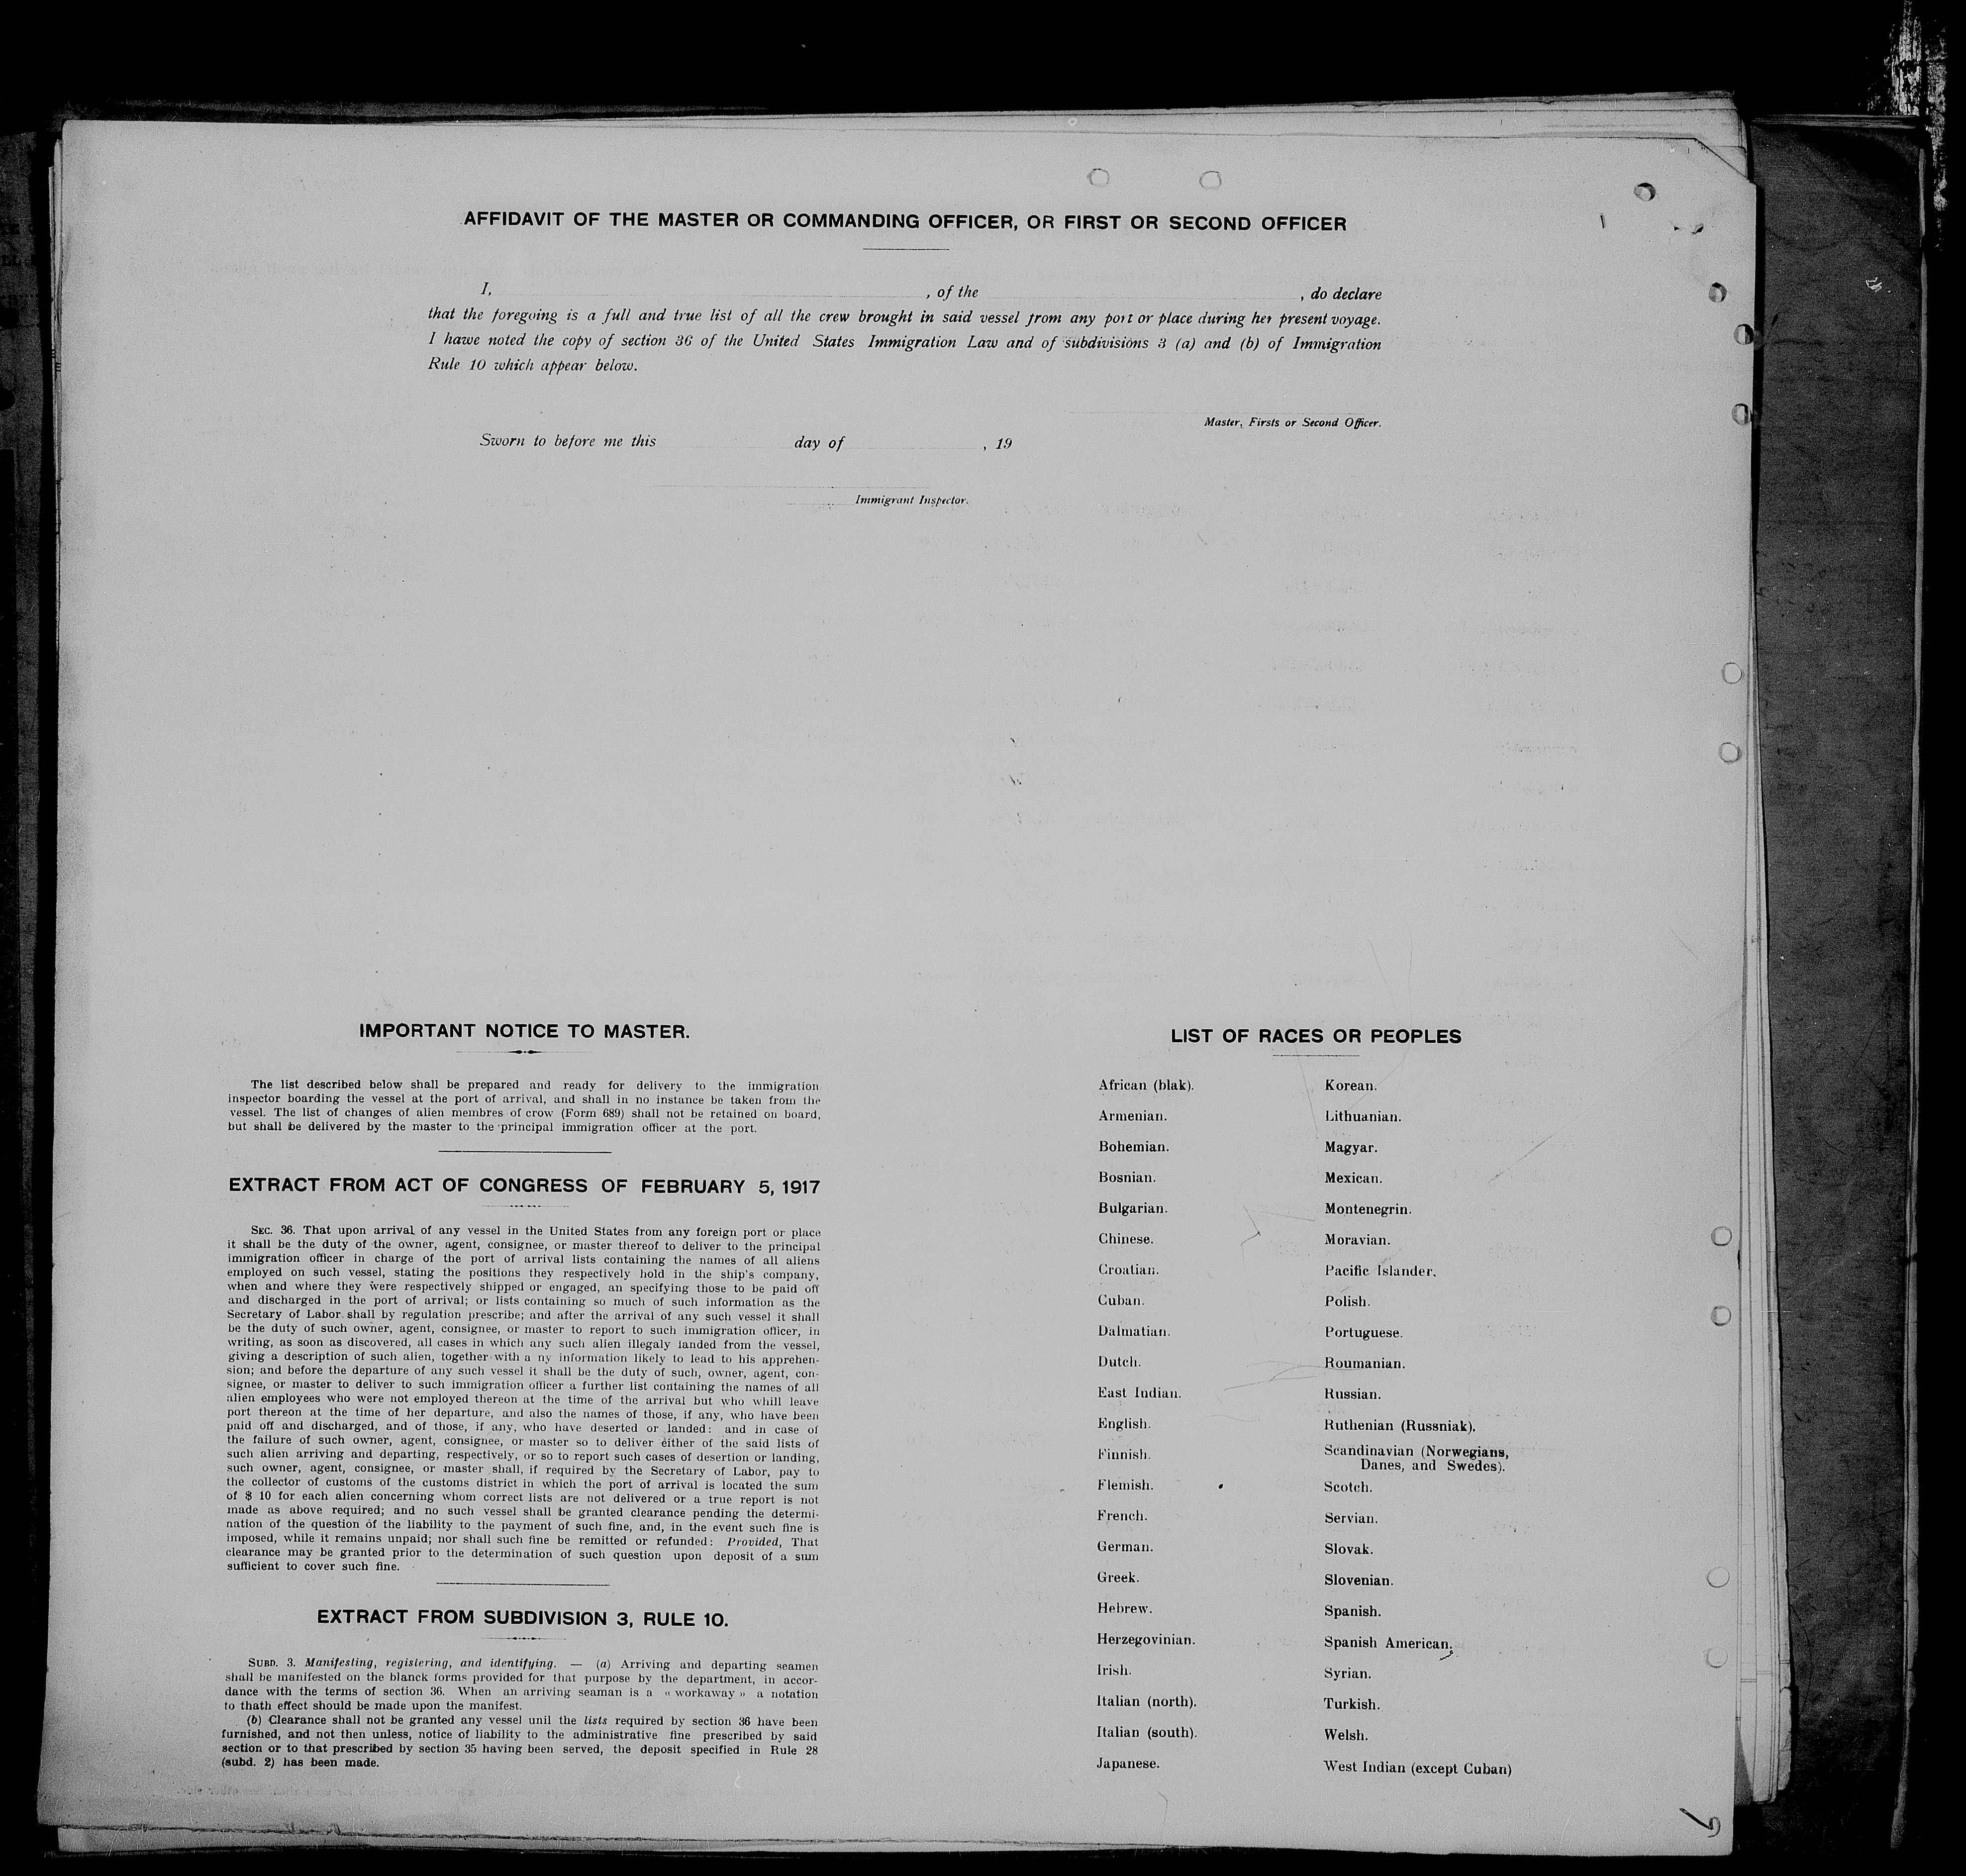 AFFIDAVIT OF THE MASTER OR COMMANDING OFFICER, OR FIRST OR SECOND OFFICER
I, , of the , do declare
that the foregoing is a full and true list of all the crew brought in said vessel from any port or place during her present voyage.
I hawe noted the copy of section 36 of the United States Immigration Law and of subdivisions 3 (a) and (b) of Immigration
Rule 10 which appear below.
Master, Firsts or Second Officer.
Sworn to before me this day of , 19
Immigrant Inspector.
IMPORTANT NOTICE TO MASTER.
The list described below shall be prepared and ready for delivery to the immigration
inspector boarding the vessel at the port of arrival, and shall in no instance be taken from the
vessel. The list of changes of alien membres of crow (Form 689) shall not be retained on board,
but shall be delivered by the master to the principal immigration officer at the port.
EXTRACT FROM ACT OF CONGRESS OF FEBRUARY 5, 1917
SEC. 36. That upon arrival of any vessel in the United States from any foreign port or place
it shall be the duty of the owner, agent, consignee, or master thereof to deliver to the principal
immigration officer in charge of the port of arrival lists containing the names of all aliens
employed on such vessel, stating the positions they respectively hold in the ship's company,
when and where they were respectively shipped or engaged, an specifying those to be paid off
and discharged in the port of arrival; or lists containing so much of such information as the
Secretary of Labor shall by regulation prescribe; and after the arrival of any such vessel it shall
be the duty of such owner, agent, consignee, or master to report to such immigration officer, in
writing, as soon as discovered, all cases in which any such alien illegaly landed from the vessel,
giving a description of such alien, together with a ny information likely to lead to his apprehen-
sion; and before the departure of any such vessel it shall be the duty of such, owner, agent, con-
signee, or master to deliver to such immigration officer a further list containing the names of all
alien employees who were not employed thereon at the time of the arrival but who whill leave
port thereon at the time of her departure, and also the names of those, if any, who have been
paid off and discharged, and of those, if any, who have deserted or landed: and in case of
the failure of such owner, agent, consignee, or master so to deliver either of the said lists of
such alien arriving and departing, respectively, or so to report such cases of desertion or landing,
such owner, agent, consignee, or master shall, if required by the Secretary of Labor, pay to
the collector of customs of the customs district in which the port of arrival is located the sum
of $ 10 for each alien concerning whom correct lists are not delivered or a true report is not
made as above required; and no such vessel shall be granted clearance pending the determi-
nation of the question of the liability to the payment of such fine, and, in the event such fine is
imposed, while it remains unpaid; nor shall such fine be remitted or refunded: Provided, That
clearance may be granted prior to the determination of such question upon deposit of a sum
sufficient to cover such fine.
EXTRACT FROM SUBDIVISION 3, RULE 10.
SUBD. 3. Manifesting, registering, and identifying. — (a) Arriving and departing seamen
shall be manifested on the blanck forms provided for that purpose by the department, in accor-
dance with the terms of section 36. When an arriving seaman is a « workaway » a notation
to thath effect should be made upon the manifest.
(b) Clearance shall not be granted any vessel unil the lists required by section 36 have been
furnished, and not then unless, notice of liability to the administrative fine prescribed by said
section or to that prescribed by section 35 having been served, the deposit specified in Rule 28
(subd. 2) has been made.
LIST OF RACES OR PEOPLES
African (blak).
Armenian.
Bohemian.
Bosnian.
Bulgarian.
Chinese.
Croatian.
Cuban.
Dalmatian.
Dutch.
East Indian.
English.
Finnish.
Flemish.
French.
German.
Greek.
Hebrew.
Herzegovinian.
Irish.
Italian (north).
Italian (south).
Japanese.
Korean.
Lithuanian.
Magyar.
Mexican.
Montenegrin.
Moravian.
Pacific Islander.
Polish.
Portuguese.
Roumanian.
Russian.
Ruthenian (Russniak).
Scandinavian (Norwegians,
Danes, and Swedes).
Scotch.
Servian.
Slovak.
Slovenian.
Spanish.
Spanish American.
Syrian.
Turkish.
Welsh.
West Indian (except Cuban)